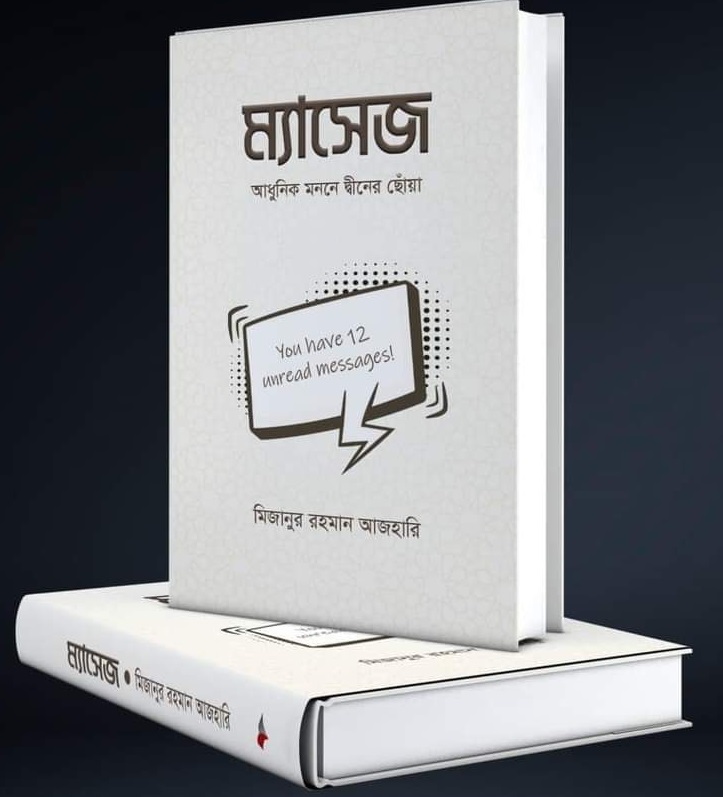 ম্যাসেজ
আধুনিক মননে দ্বীনের ছোঁয়া
You have 12
unread messages!
মিজানুর রহমান আজহারি
ম্যাসেজ • মিজানুর রহমান আজহারি